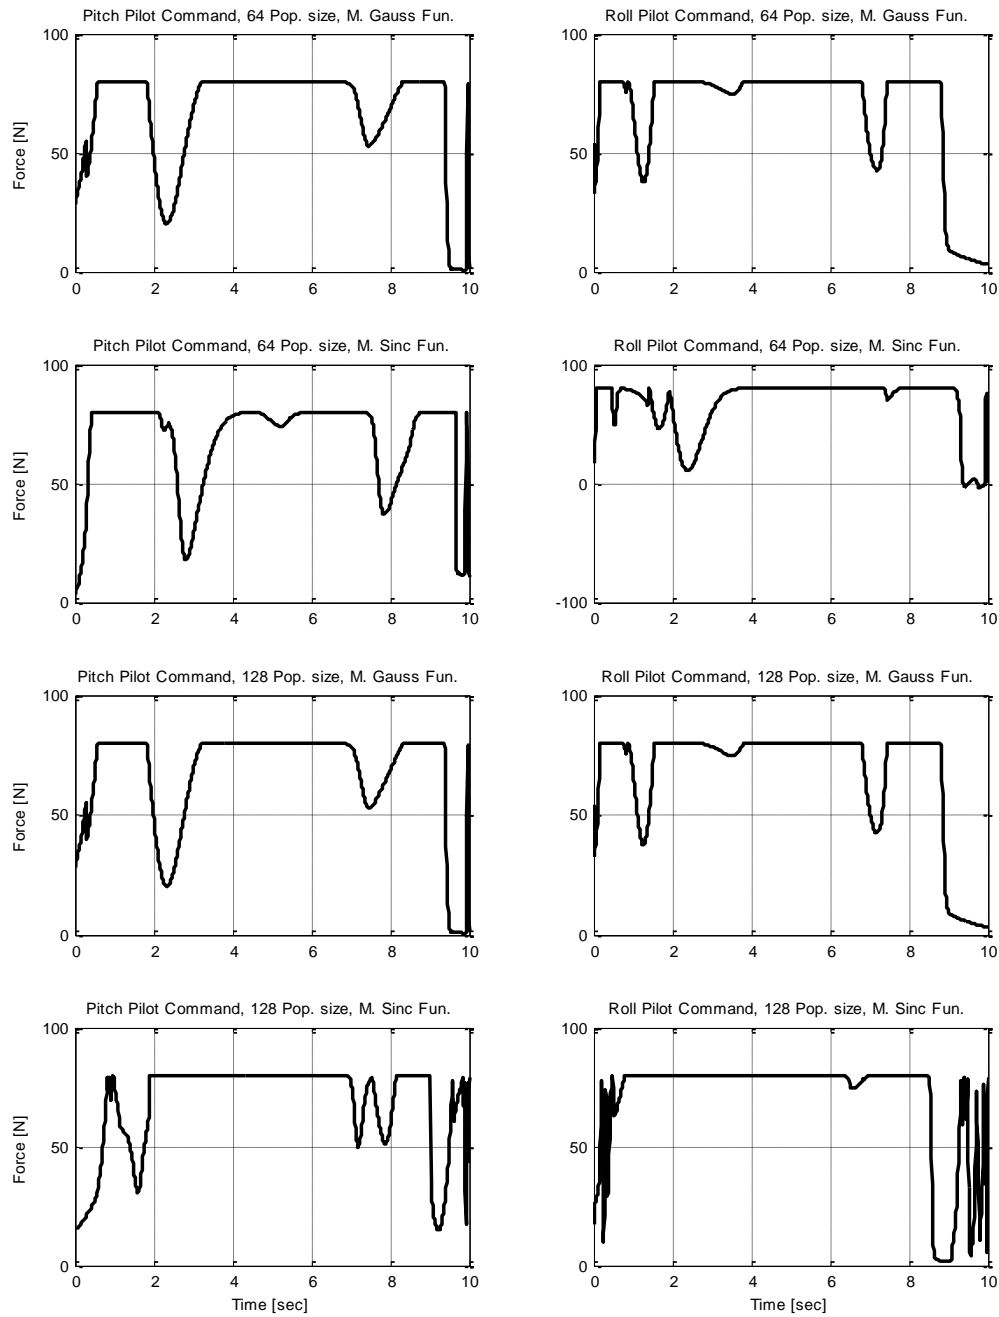 Pitch Pilot Command, 64 Pop. size, M. Gauss Fun.
100
50
0
Force [N]
0 2 4 6 8 10
Roll Pilot Command, 64 Pop. size, M. Gauss Fun.
100
50
0
0 2 4 6 8 10
Pitch Pilot Command, 64 Pop. size, M. Sinc Fun.
100
50
0
Force [N]
0 2 4 6 8 10
Roll Pilot Command, 64 Pop. size, M. Sinc Fun.
100
0
-100
0 2 4 6 8 10
Pitch Pilot Command, 128 Pop. size, M. Gauss Fun.
100
50
0
Force [N]
0 2 4 6 8 10
Roll Pilot Command, 128 Pop. size, M. Gauss Fun.
100
50
0
0 2 4 6 8 10
Pitch Pilot Command, 128 Pop. size, M. Sinc Fun.
100
50
0
Force [N]
0 2 4 6 8 10
Time [sec]
Roll Pilot Command, 128 Pop. size, M. Sinc Fun.
100
50
0
0 2 4 6 8 10
Time [sec]